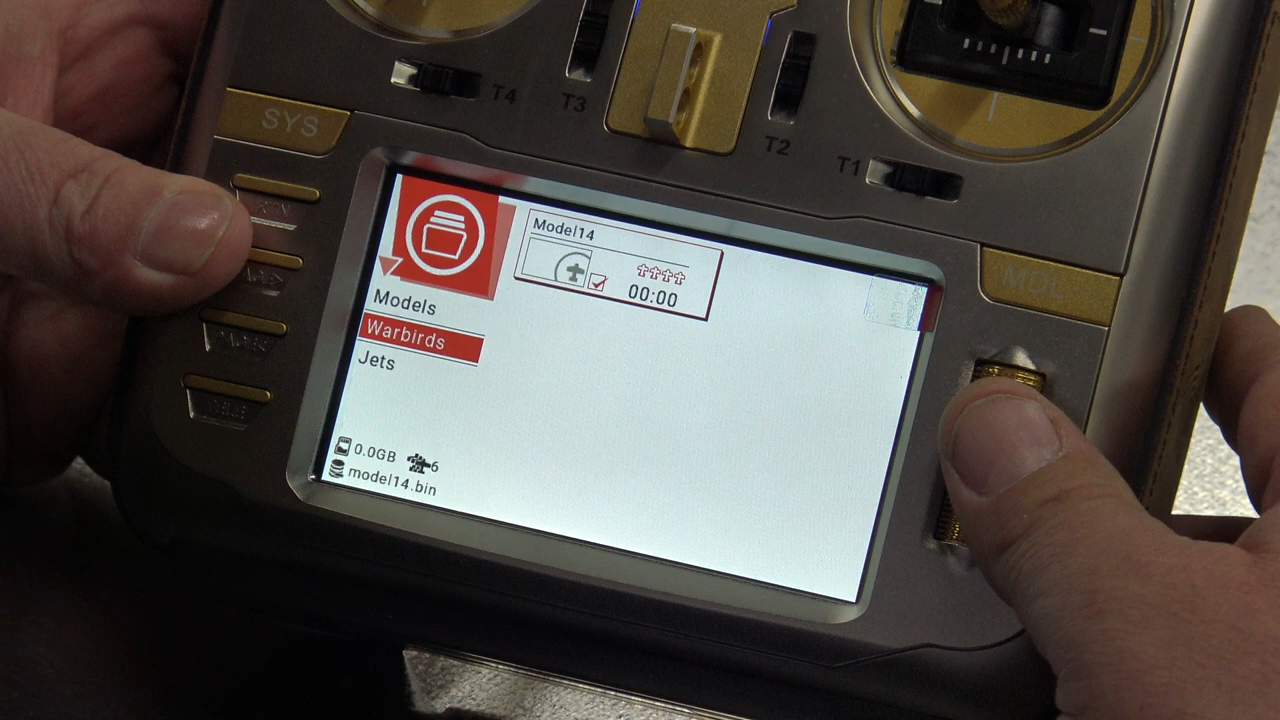 T4
T3
T2
T1
SYS
MDL
Model14
00:00
Models
Warbirds
Jets
0.0GB
6
model14.bin